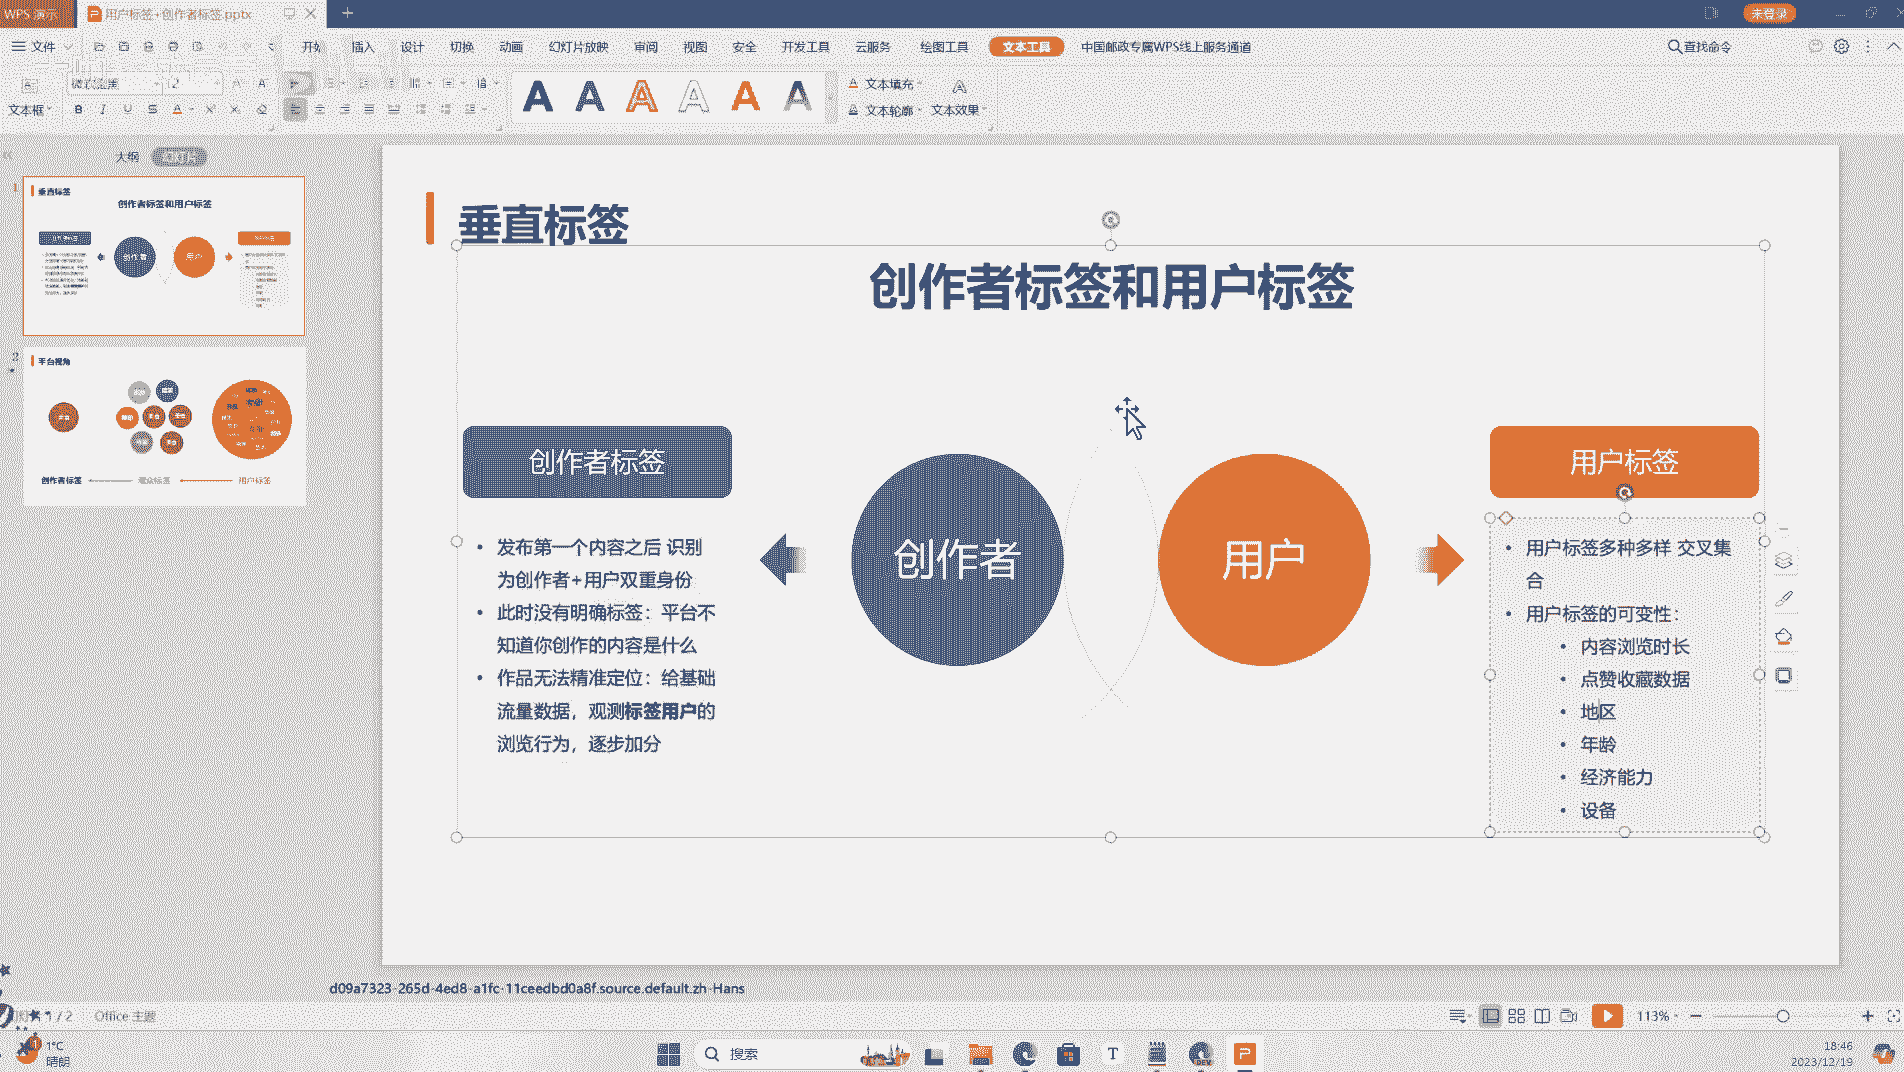 WPS 演示
用户标签+创作者标签.pptx
未登录
文件
开始
插入
设计
切换
动画
幻灯片放映
审阅
视图
安全
开发工具
云服务
绘图工具
文本工具
中国邮政专属WPS线上服务通道
查找命令
文本框
文本填充
文本轮廓
文本效果
大纲
幻灯片
1
垂直标签
创作者标签和用户标签
创作者
用户
2
平台视角
创作者标签
观众标签
用户标签
垂直标签
创作者标签和用户标签
创作者标签
发布第一个内容之后 识别
为创作者+用户双重身份
此时没有明确标签：平台不
知道你创作的内容是什么
作品无法精准定位：给基础
流量数据，观测标签用户的
浏览行为，逐步加分
创作者
用户
用户标签
用户标签多种多样 交叉集
合
用户标签的可变性：
内容浏览时长
点赞收藏数据
地区
年龄
经济能力
设备
d09a7323-265d-4ed8-a1fc-11ceedbd0a8f.source.default.zh-Hans
1 / 2
Office 主题
113%
1°C
晴朗
搜索
18:46
2023/12/19